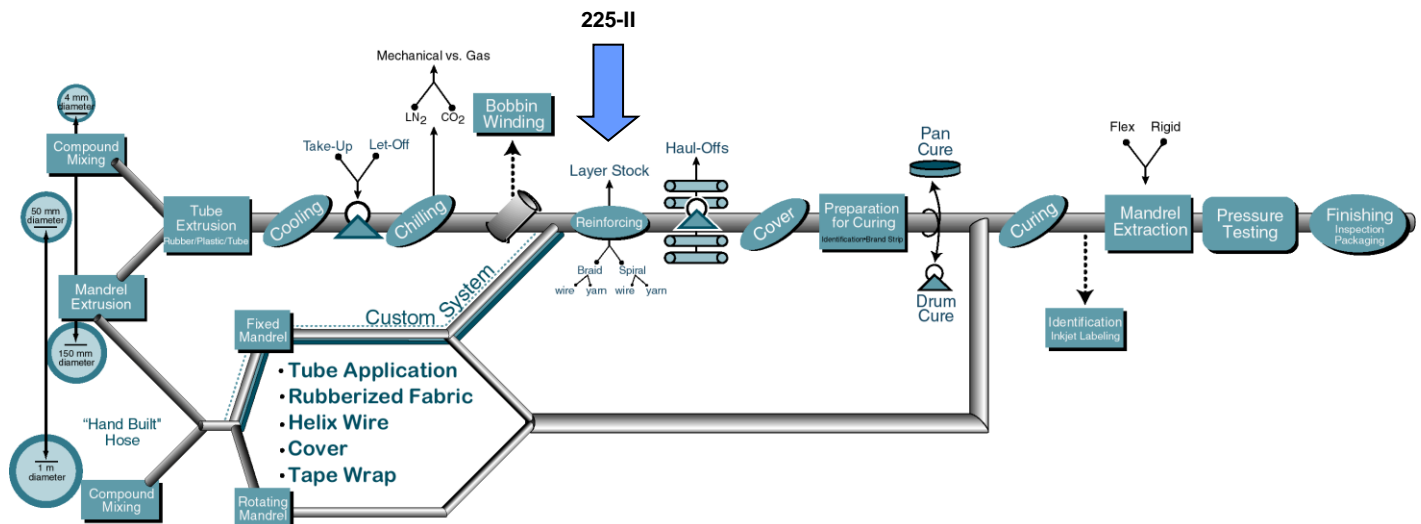 225-II
Mechanical vs. Gas
LN2
CO2
Bobbin
Winding
4 mm
diameter
Compound
Mixing
Take-Up
Let-Off
Layer Stock
Haul-Offs
Pan
Cure
Flex
Rigid
50 mm
diameter
Tube
Extrusion
Rubber/Plastic/Tube
Cooling
Chilling
Reinforcing
Cover
Preparation
for Curing
Identification•Brand Strip
Curing
Mandrel
Extraction
Pressure
Testing
Finishing
Inspection
Packaging
Mandrel
Extrusion
Braid
Spiral
wire
yarn
wire
yarn
Drum
Cure
Custom System
Fixed
Mandrel
Identification
Inkjet Labeling
150 mm
diameter
• Tube Application
• Rubberized Fabric
• Helix Wire
• Cover
• Tape Wrap
"Hand Built"
Hose
1 m
diameter
Compound
Mixing
Rotating
Mandrel